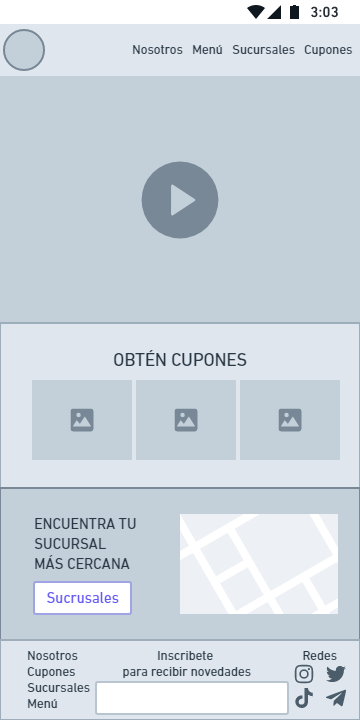 3:03
Nosotros Menú Sucursales Cupones
OBTÉN CUPONES
ENCUENTRA TU
SUCURSAL
MÁS CERCANA
Sucrusales
Nosotros
Cupones
Sucursales
Menú
Inscribete
para recibir novedades
Redes